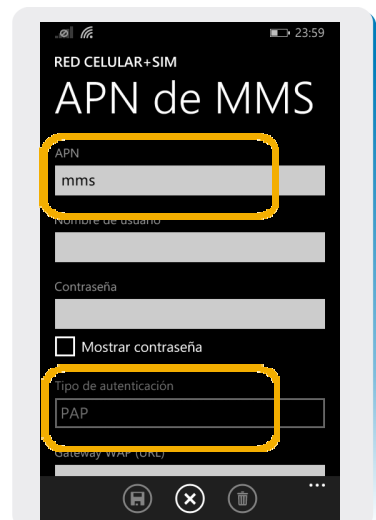 23:59
RED CELULAR+SIM
APN de MMS
APN
mms
Nombre de usuario
Contraseña
Mostrar contraseña
Tipo de autenticación
PAP
Gateway WAP (URL)